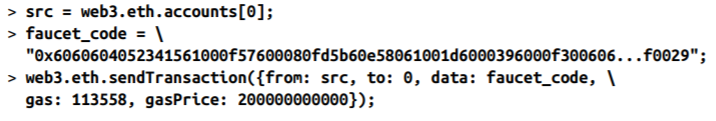 > src = web3.eth.accounts[0];
> faucet_code = \
"0x6060604052341561000f57600080fd5b60e58061001d6000396000f300606...f0029";
> web3.eth.sendTransaction({from: src, to: 0, data: faucet_code, \
gas: 113558, gasPrice: 200000000000});